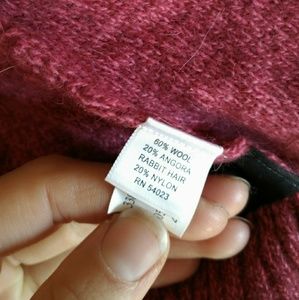 60% WOOL
20% ANGORA
RABBIT HAIR
20% NYLON
RN 54023